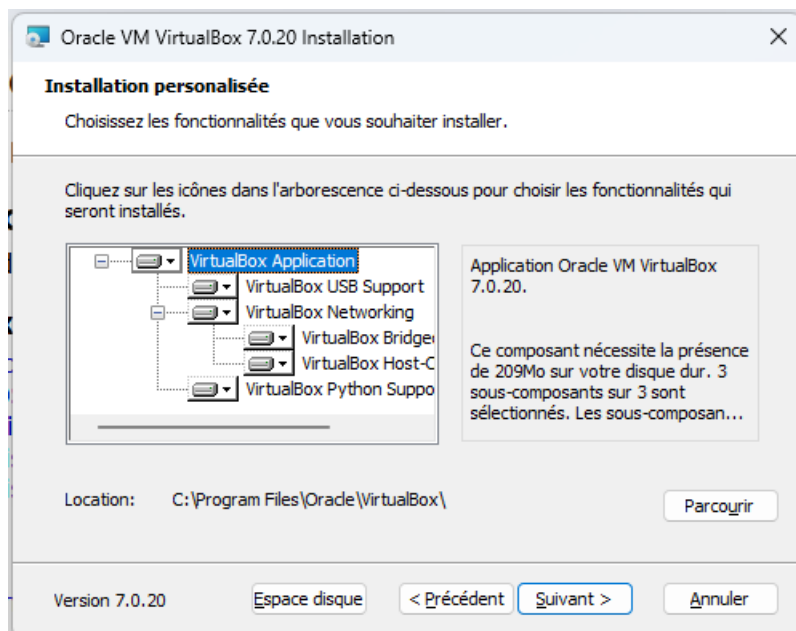 Oracle VM VirtualBox 7.0.20 Installation
Installation personalisée
Choisissez les fonctionnalités que vous souhaiter installer.
Cliquez sur les icônes dans l'arborescence ci-dessous pour choisir les fonctionnalités qui
seront installés.
VirtualBox Application
VirtualBox USB Support
VirtualBox Networking
VirtualBox Bridge
VirtualBox Host-C
VirtualBox Python Suppo
Application Oracle VM VirtualBox
7.0.20.
Ce composant nécessite la présence
de 209Mo sur votre disque dur. 3
sous-composants sur 3 sont
sélectionnés. Les sous-composan...
Location: C:\Program Files\Oracle\VirtualBox\
Parcourir
Version 7.0.20
Espace disque
< Précédent
Suivant >
Annuler